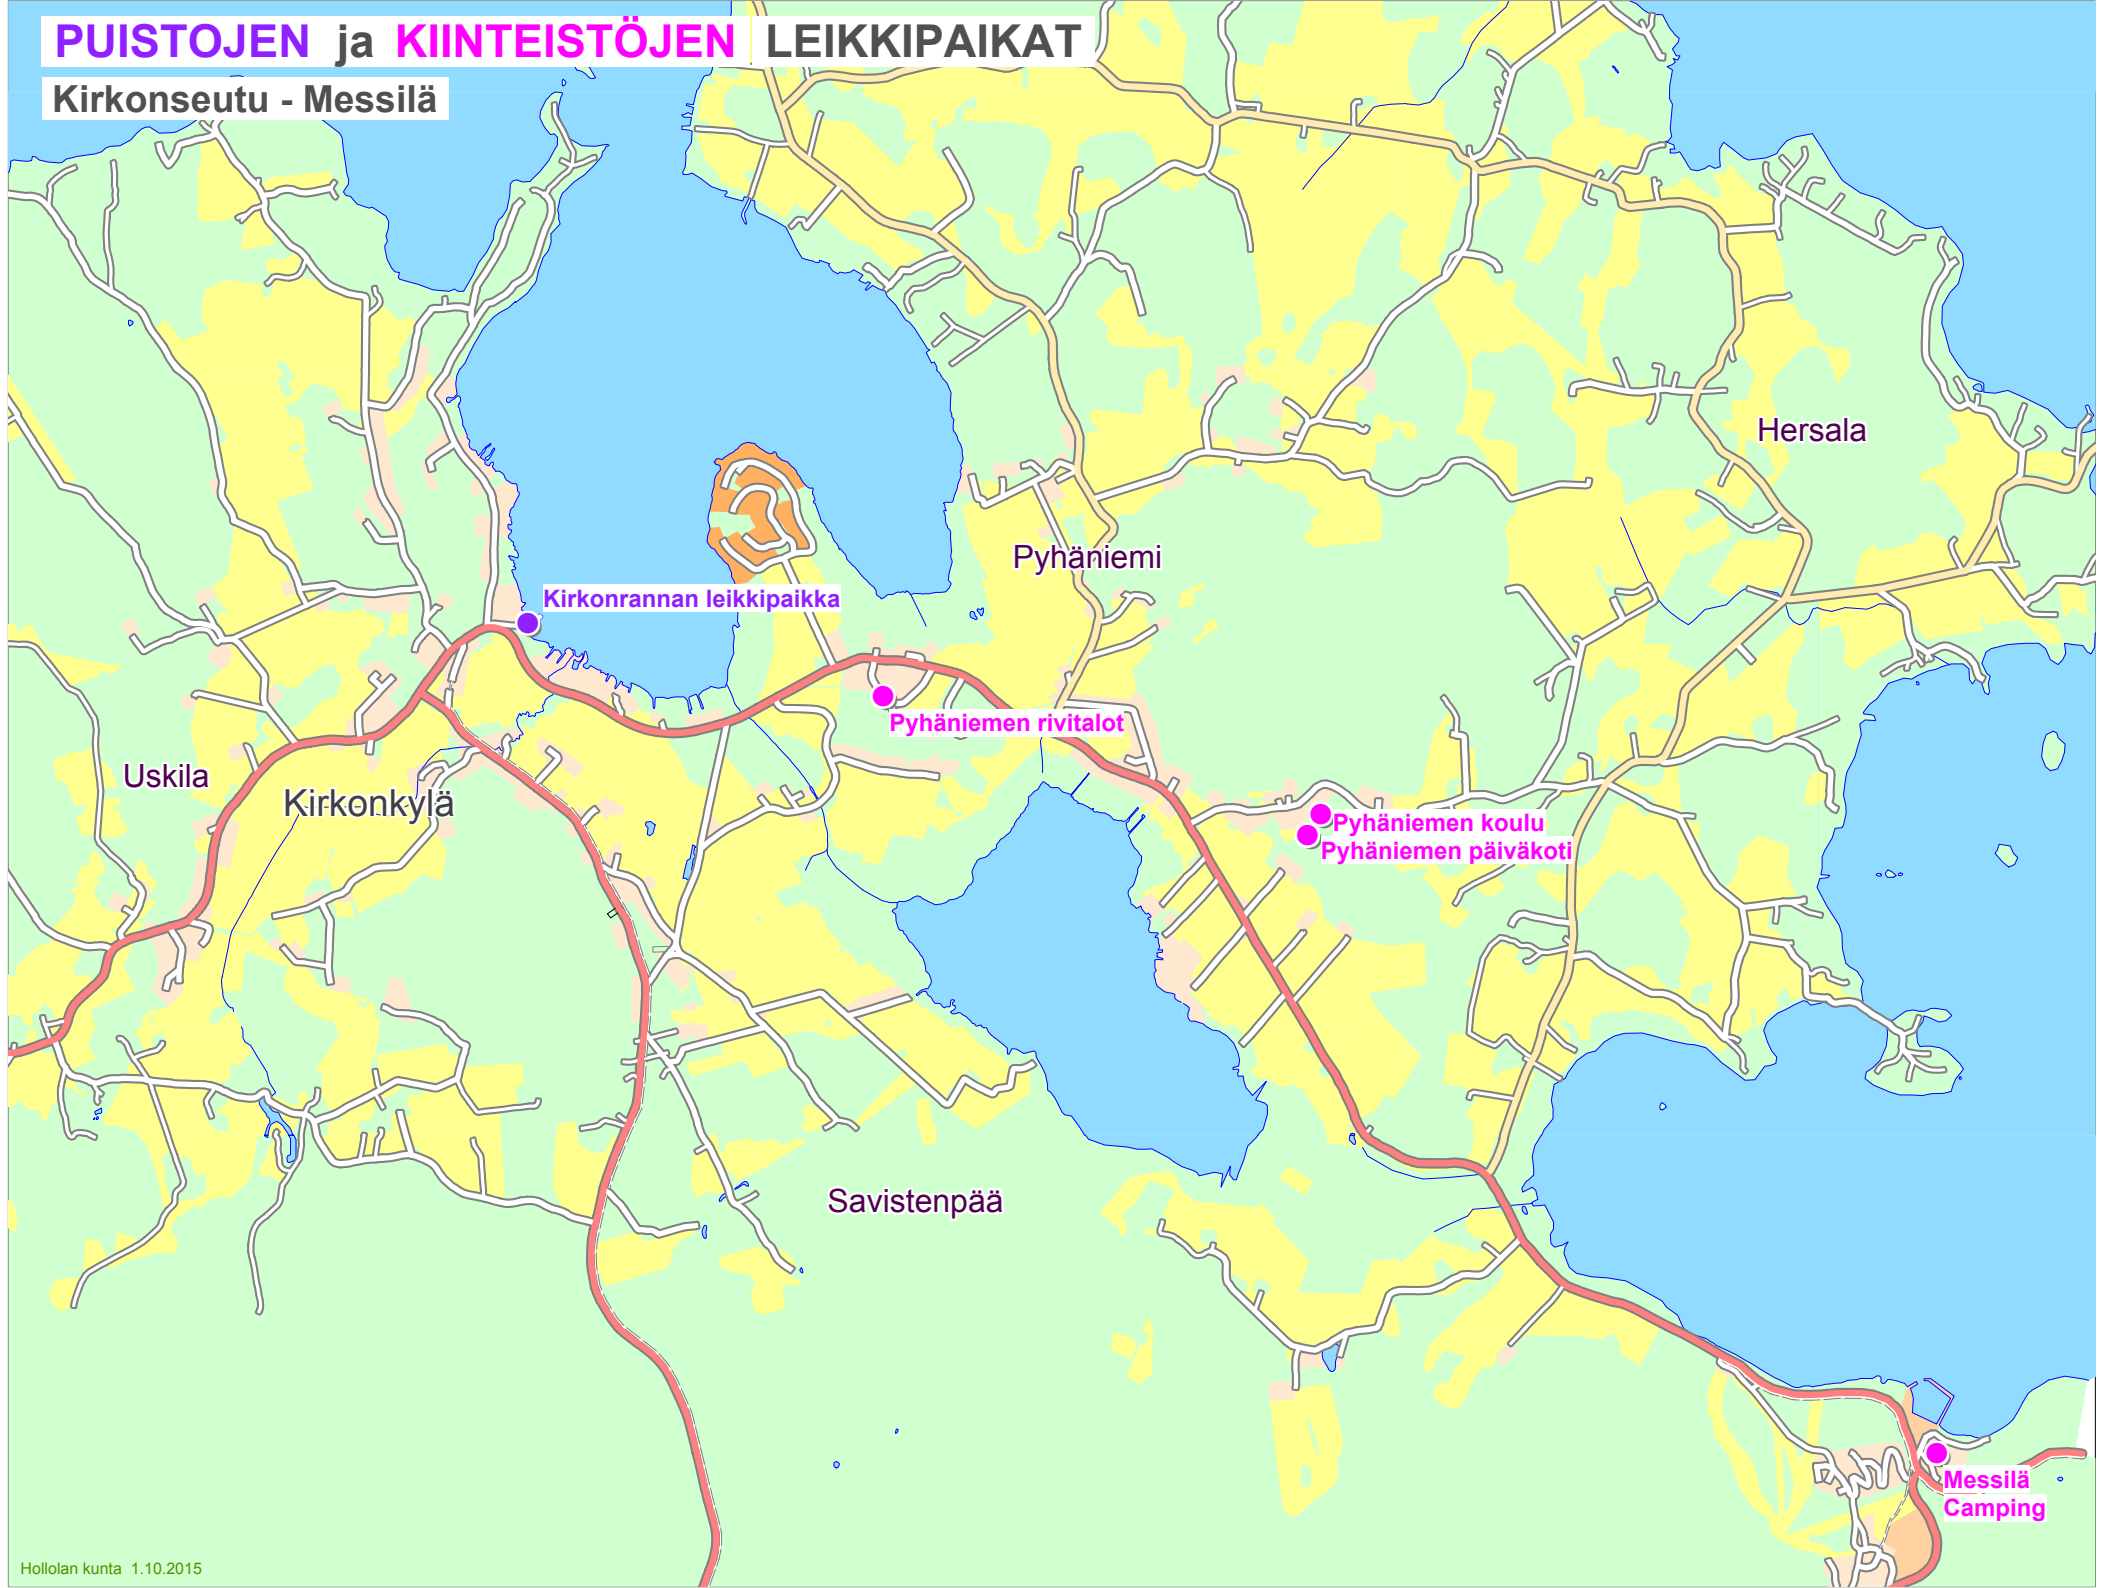 PUISTOJEN ja KIINTEISTÖJEN LEIKKIPAIKAT
Kirkonseutu - Messilä
Hersala
Pyhäniemi
Kirkonrannan leikkipaikka
Pyhäniemen rivitalot
Uskila
Kirkonkylä
Pyhäniemen koulu
Pyhäniemen päiväkoti
Savistenpää
Messilä
Camping
Hollolan kunta 1.10.2015